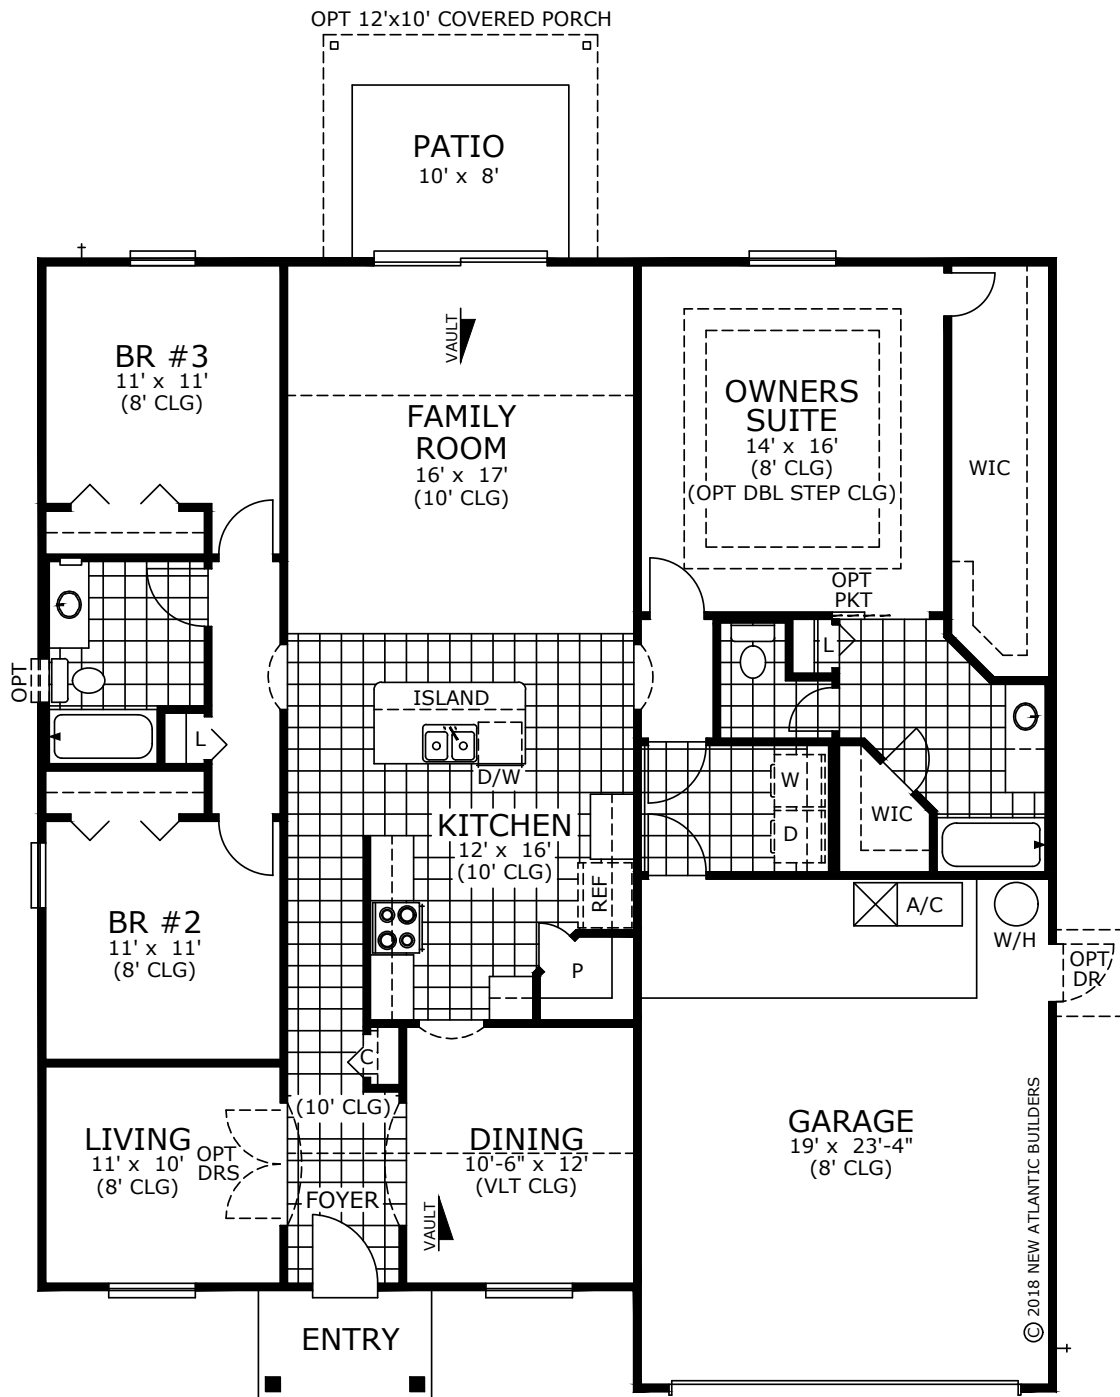 OPT 12'x10' COVERED PORCH
PATIO
10' x 8'
VAULT
BR #3
11' x 11'
(8' CLG)
FAMILY
ROOM
16' x 17'
(10' CLG)
OWNERS
SUITE
14' x 16'
(8' CLG)
(OPT DBL STEP CLG)
WIC
OPT
PKT
L
OPT
ISLAND
L
D/W
W
D
WIC
KITCHEN
12' x 16'
(10' CLG)
REF
A/C
W/H
BR #2
11' x 11'
(8' CLG)
P
OPT
DR
C
(10' CLG)
LIVING
11' x 10'
(8' CLG)
OPT
DRS
DINING
10'-6" x 12'
(VLT CLG)
FOYER
VAULT
GARAGE
19' x 23'-4"
(8' CLG)
© 2018 NEW ATLANTIC BUILDERS
ENTRY